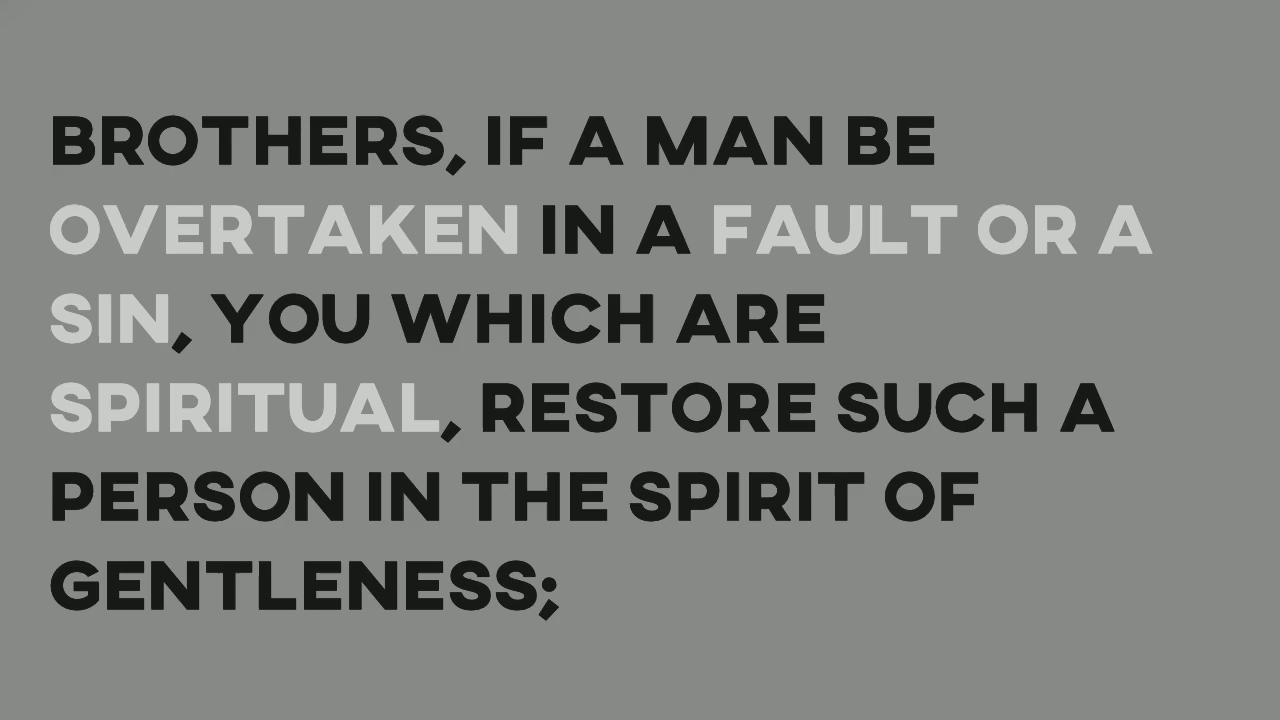 BROTHERS, IF A MAN BE
OVERTAKEN IN A FAULT OR A
SIN, YOU WHICH ARE
SPIRITUAL, RESTORE SUCH A
PERSON IN THE SPIRIT OF
GENTLENESS;